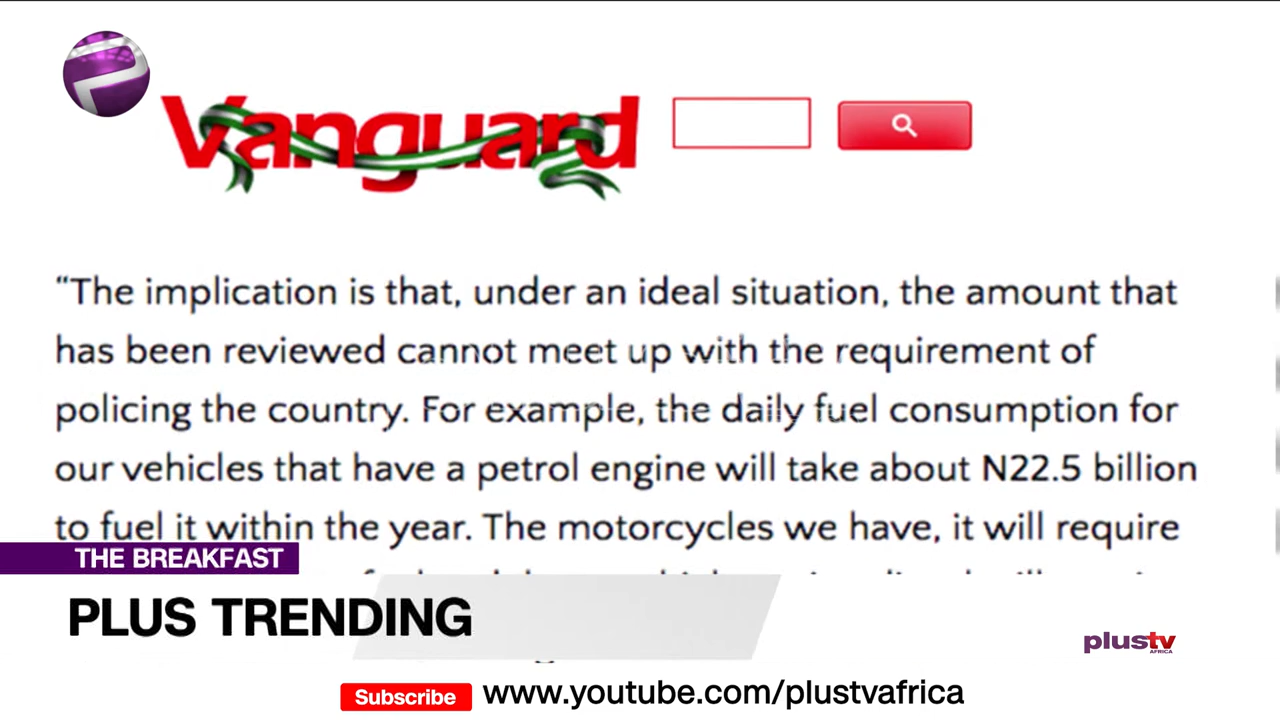 Vanguard
“The implication is that, under an ideal situation, the amount that
has been reviewed cannot meet up with the requirement of
policing the country. For example, the daily fuel consumption for
our vehicles that have a petrol engine will take about N22.5 billion
to fuel it within the year. The motorcycles we have, it will require
THE BREAKFAST
PLUS TRENDING
plustv
AFRICA
Subscribe www.youtube.com/plustvafrica